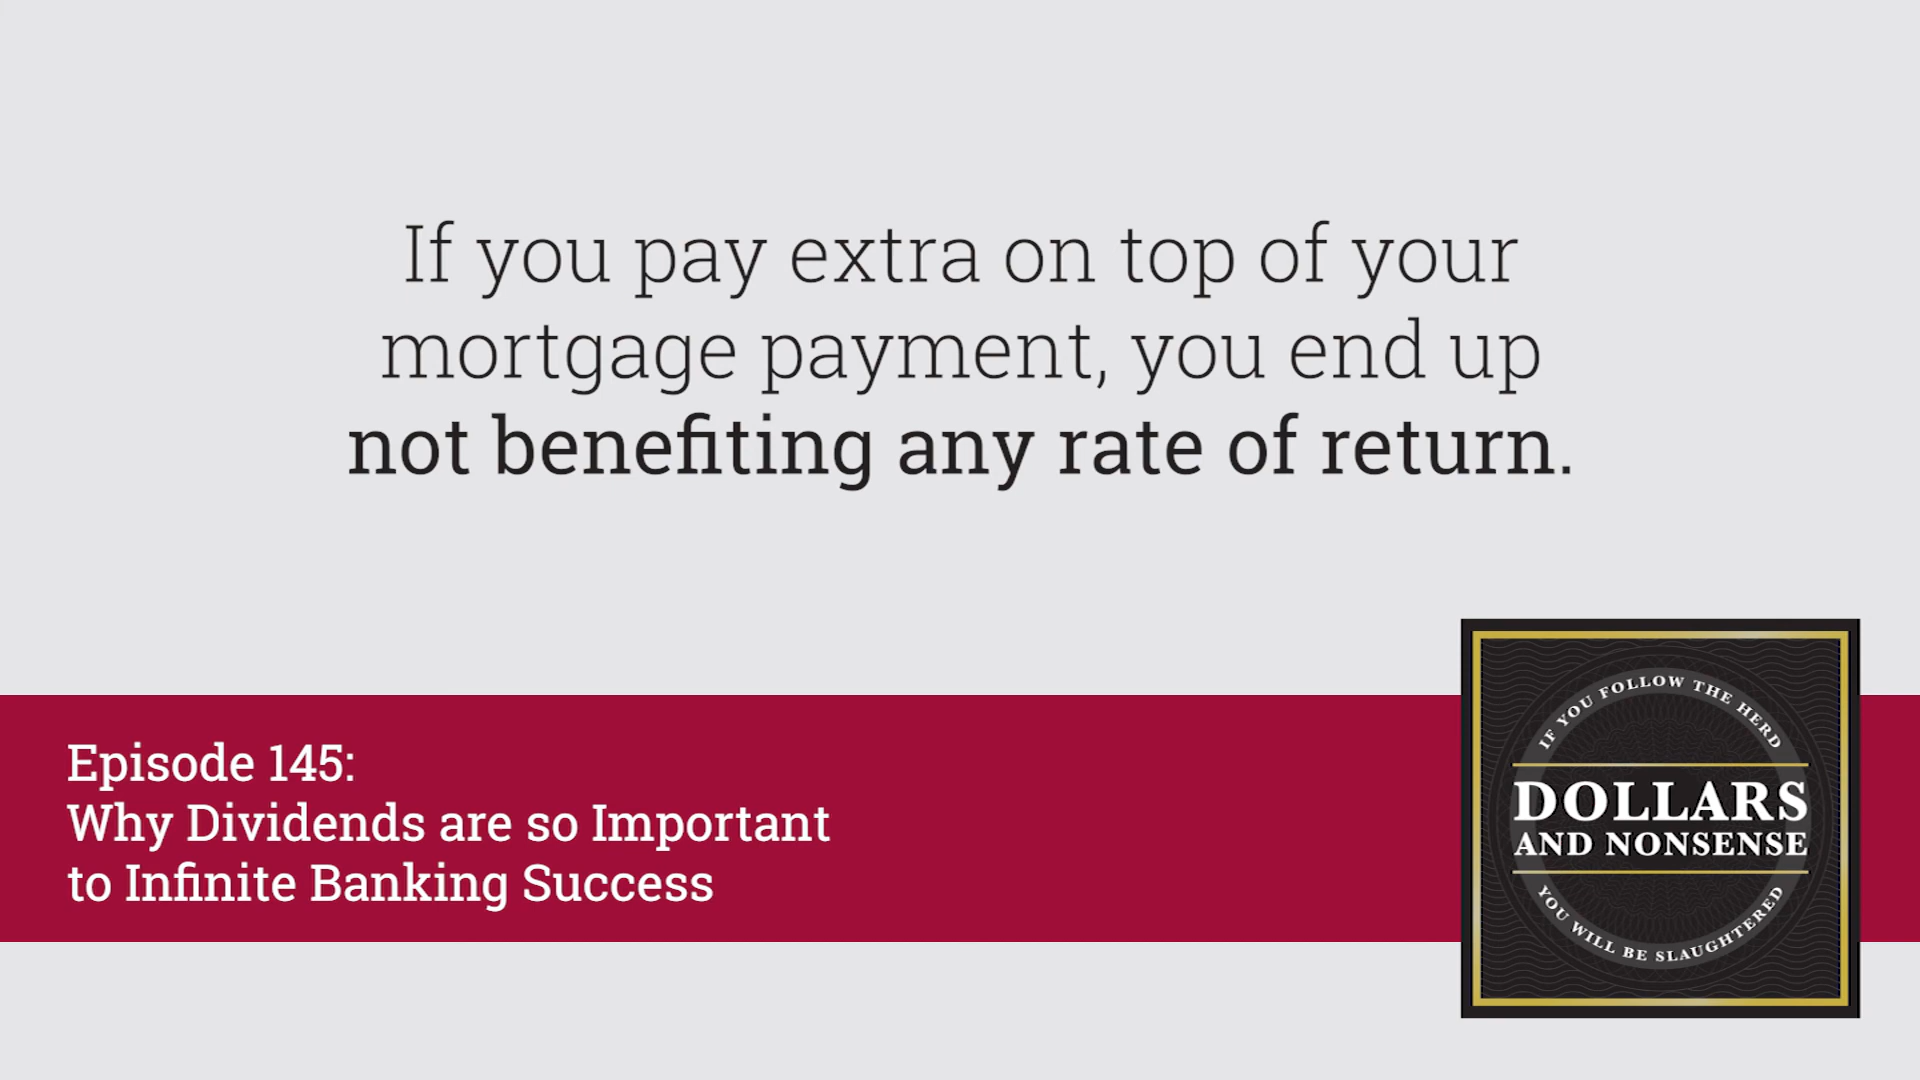 If you pay extra on top of your
mortgage payment, you end up
not benefiting any rate of return.
Episode 145:
Why Dividends are so Important
to Infinite Banking Success
IF YOU FOLLOW THE HERD
DOLLARS
AND NONSENSE
YOU WILL BE SLAUGHTERED